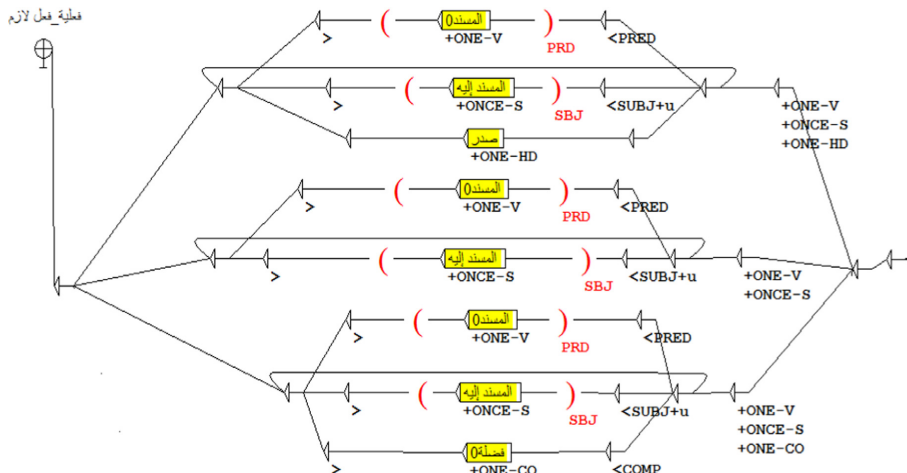 فعلية_فعل لازم
> ( المسند0 ) <PRED
+ONE-V PRD
> ( المسند إليه ) <SUBJ+u
+ONCE-S SBJ
صدر
+ONE-HD
+ONE-V
+ONCE-S
+ONE-HD
> ( المسند0 ) <PRED
+ONE-V PRD
> ( المسند إليه ) <SUBJ+u
+ONCE-S SBJ
+ONE-V
+ONCE-S
> ( المسند0 ) <PRED
+ONE-V PRD
> ( المسند إليه ) <SUBJ+u
+ONCE-S SBJ
+ONE-V
+ONCE-S
+ONE-CO
> فضلة0 <COMP
+ONE-CO